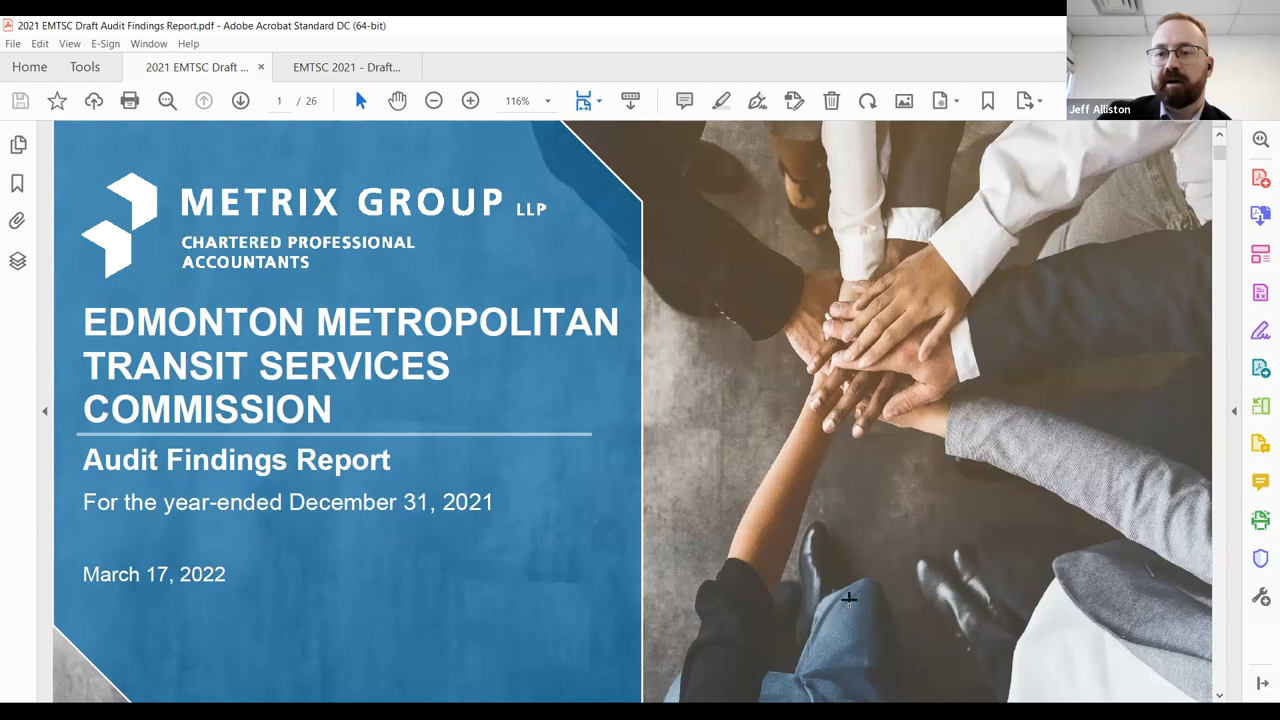 2021 EMTSC Draft Audit Findings Report.pdf - Adobe Acrobat Standard DC (64-bit)
File Edit View E-Sign Window Help
Home Tools 2021 EMTSC Draft ... × EMTSC 2021 - Draft...
1 / 26 116%
Jeff Alliston
METRIX GROUP LLP
CHARTERED PROFESSIONAL
ACCOUNTANTS
EDMONTON METROPOLITAN
TRANSIT SERVICES
COMMISSION
Audit Findings Report
For the year-ended December 31, 2021
March 17, 2022